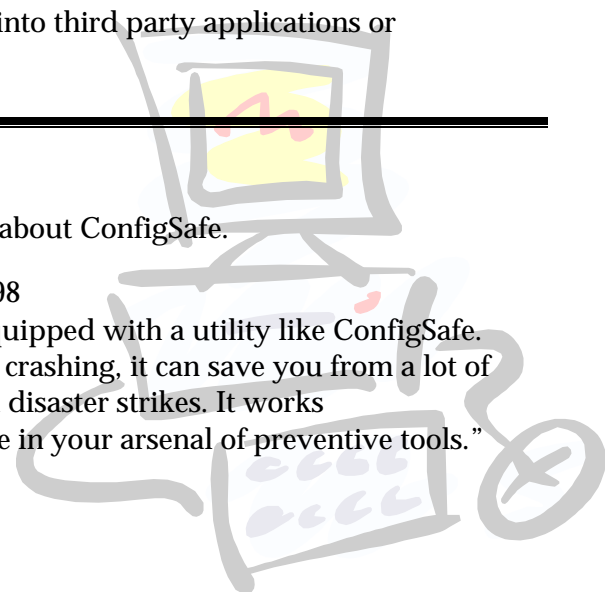 into third party applications or
about ConfigSafe.
98
quipped with a utility like ConfigSafe.
crashing, it can save you from a lot of
disaster strikes. It works
e in your arsenal of preventive tools.”